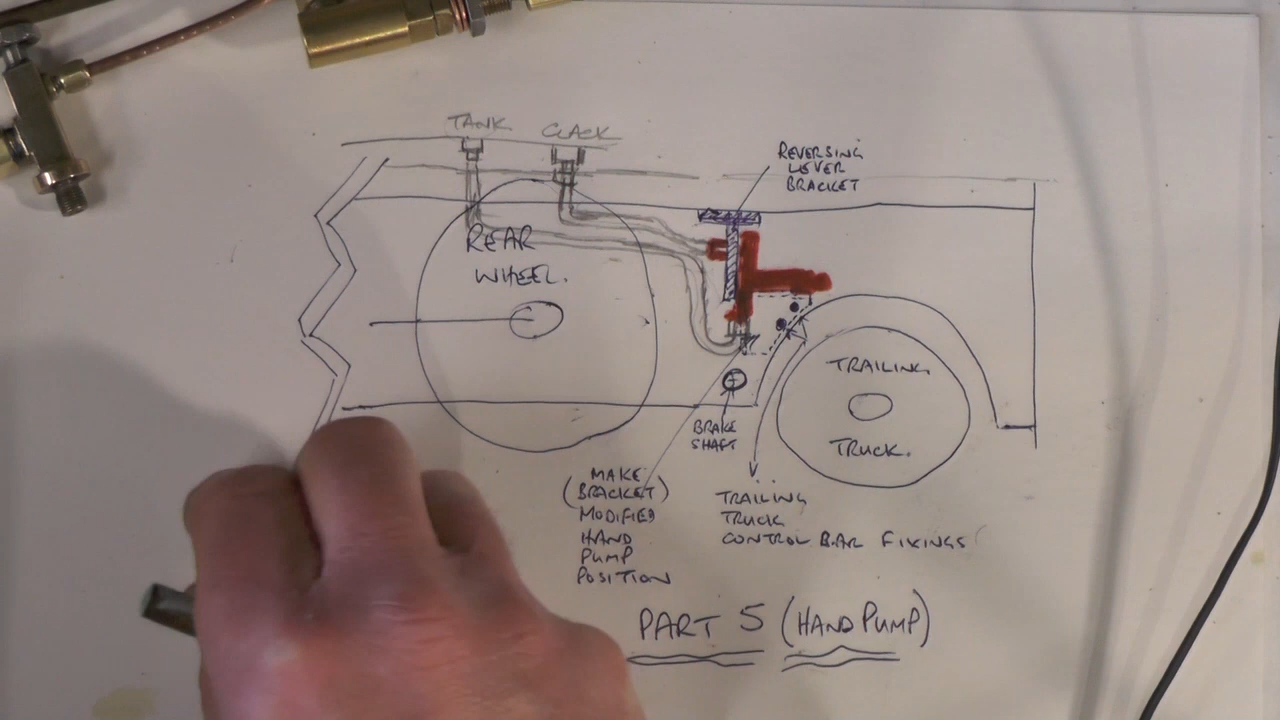 TANK
CLACK
REVERSING
LEVER
BRACKET
REAR
WHEEL.
TRAILING
TRUCK.
BRAKE
SHAFT
MAKE
(BRACKET)
MODIFIED
HAND
PUMP
POSITION
TRAILING
TRUCK
CONTROL BAR FIXINGS
PART 5 (HAND PUMP)